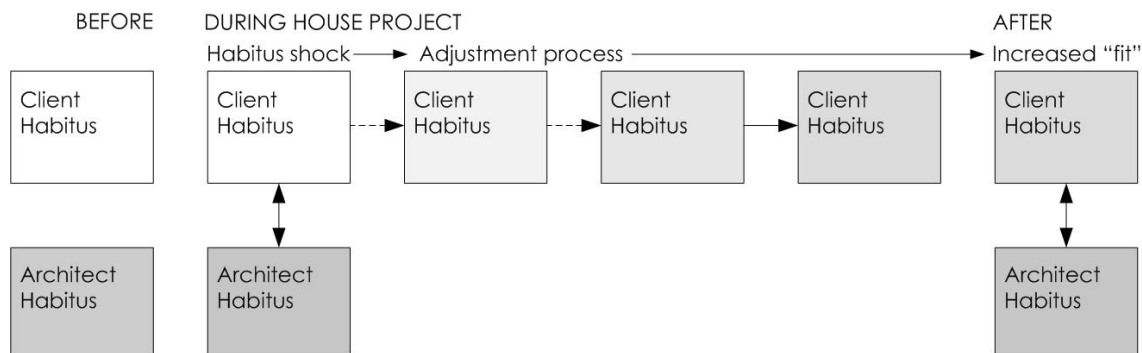 BEFORE DURING HOUSE PROJECT AFTER
Habitus shock Adjustment process Increased “fit”
Client Client Client Client Client Client
Habitus Habitus Habitus Habitus Habitus Habitus
Architect Architect Architect
Habitus Habitus Habitus